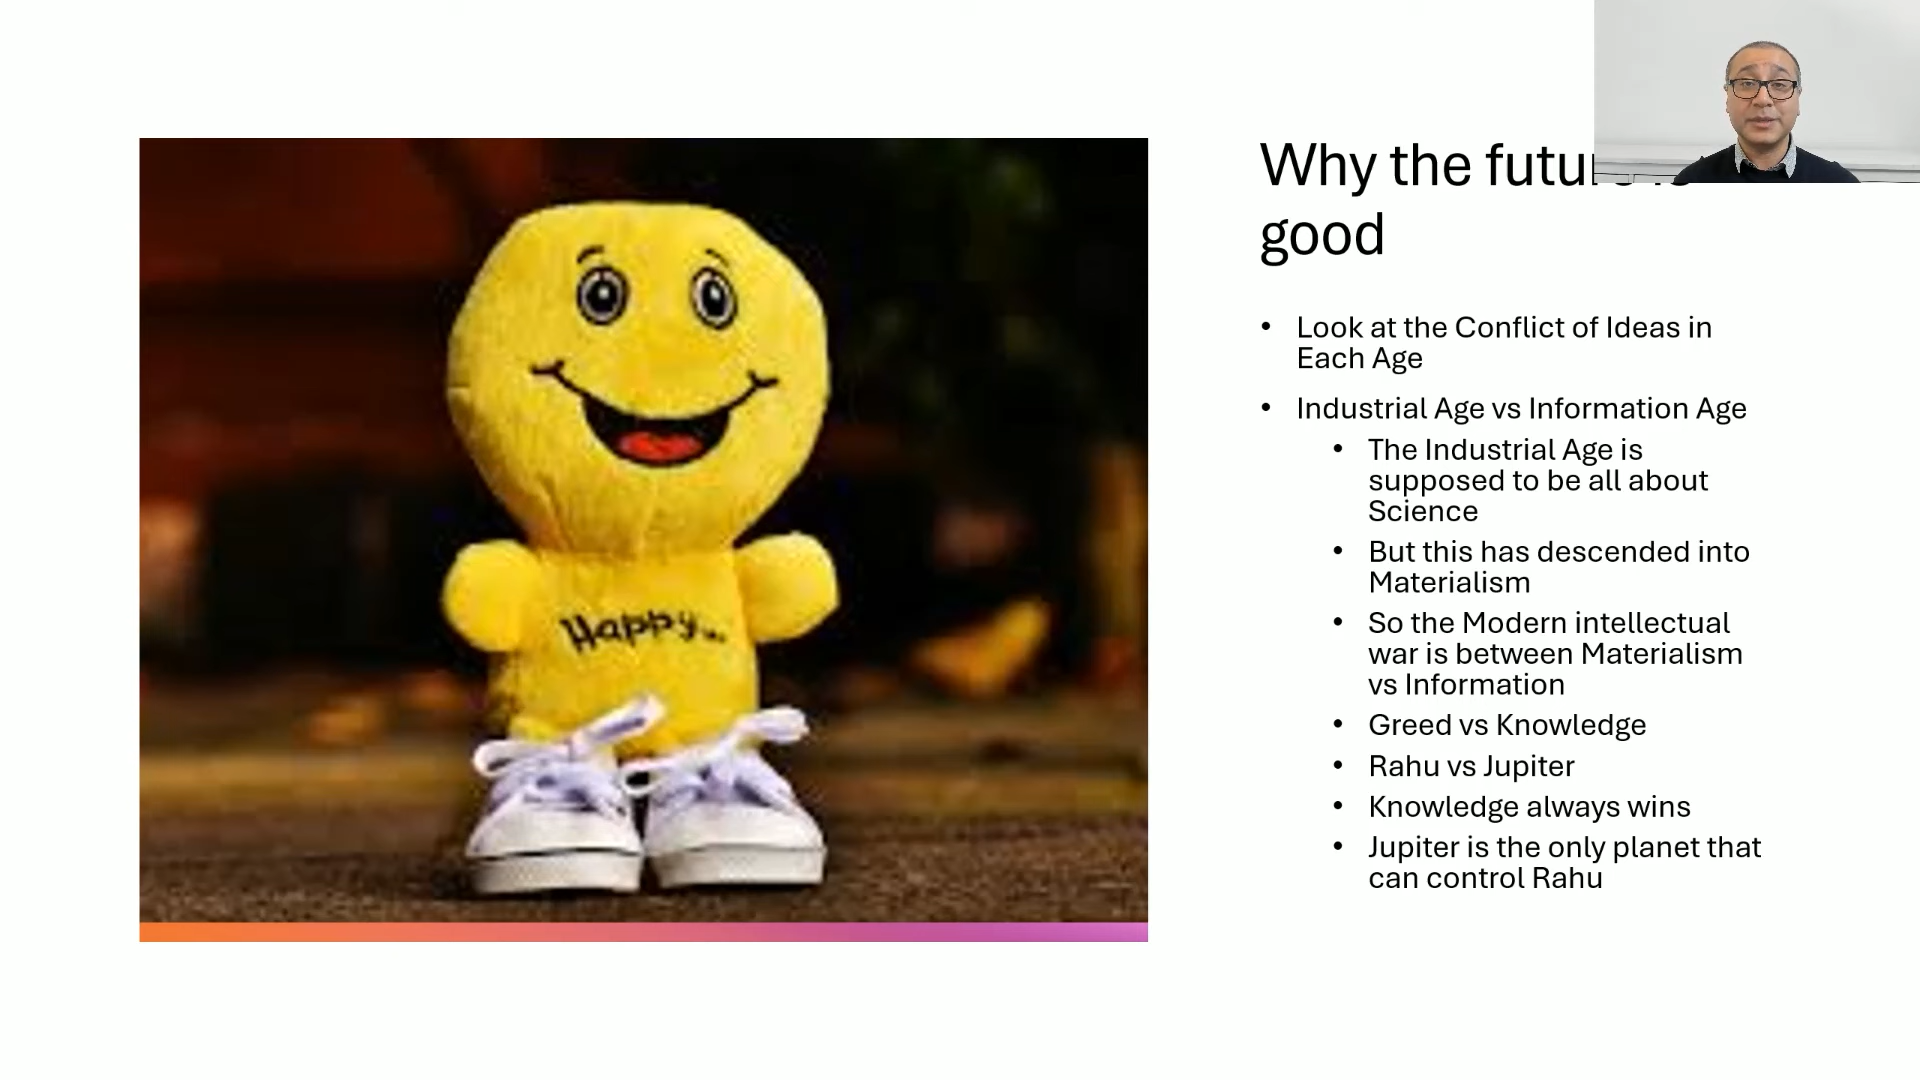 Why the future is
good
• Look at the Conflict of Ideas in
Each Age
• Industrial Age vs Information Age
• The Industrial Age is
supposed to be all about
Science
• But this has descended into
Materialism
• So the Modern intellectual
war is between Materialism
vs Information
• Greed vs Knowledge
• Rahu vs Jupiter
• Knowledge always wins
• Jupiter is the only planet that
can control Rahu
Happy...